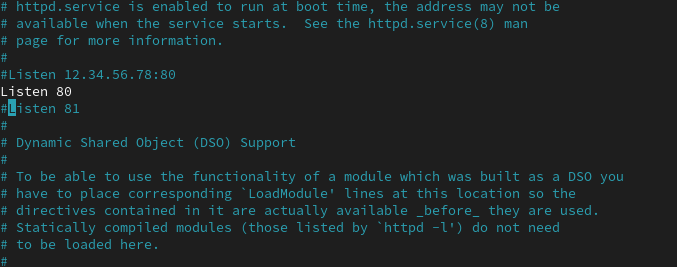 # httpd.service is enabled to run at boot time, the address may not be
# available when the service starts.  See the httpd.service(8) man
# page for more information.
#
#Listen 12.34.56.78:80
Listen 80
#Listen 81
#
# Dynamic Shared Object (DSO) Support
#
# To be able to use the functionality of a module which was built as a DSO you
# have to place corresponding `LoadModule' lines at this location so the
# directives contained in it are actually available _before_ they are used.
# Statically compiled modules (those listed by `httpd -l') do not need
# to be loaded here.
#